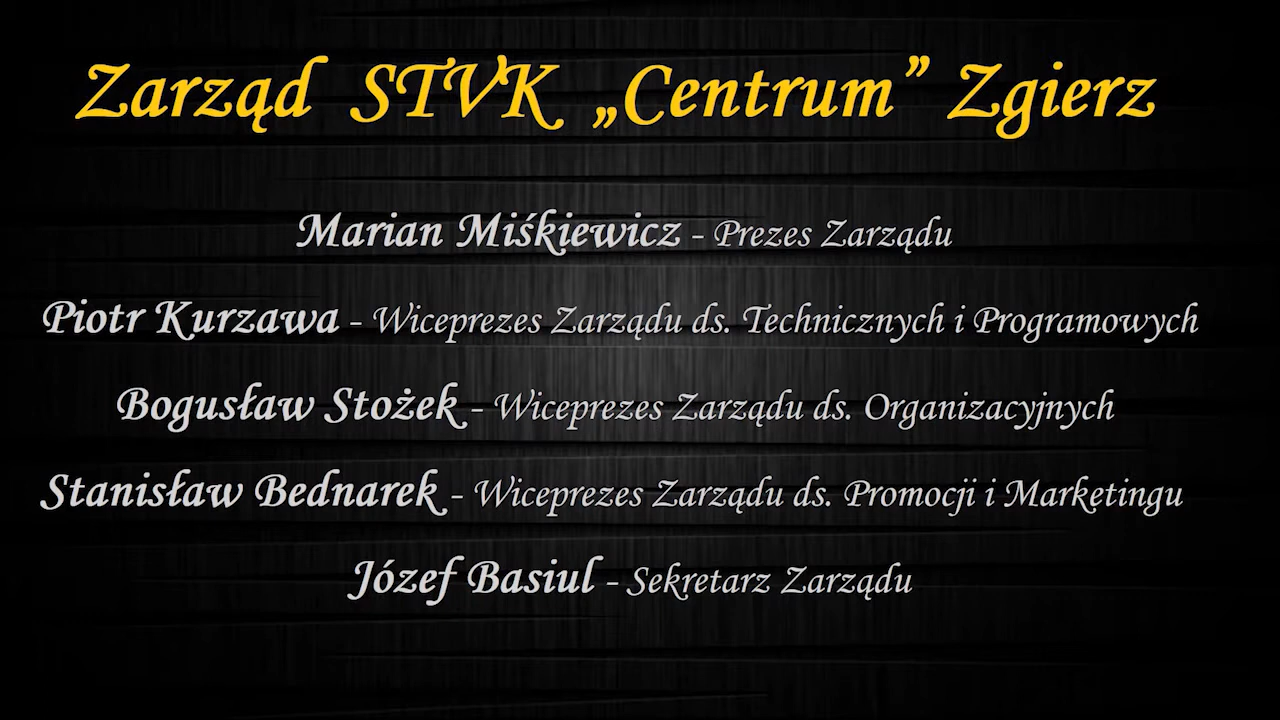 Zarząd STVK „Centrum” Zgierz
Marian Miśkiewicz - Prezes Zarządu
Piotr Kurzawa - Wiceprezes Zarządu ds. Technicznych i Programowych
Bogusław Stożek - Wiceprezes Zarządu ds. Organizacyjnych
Stanisław Bednarek - Wiceprezes Zarządu ds. Promocji i Marketingu
Józef Basiul - Sekretarz Zarządu